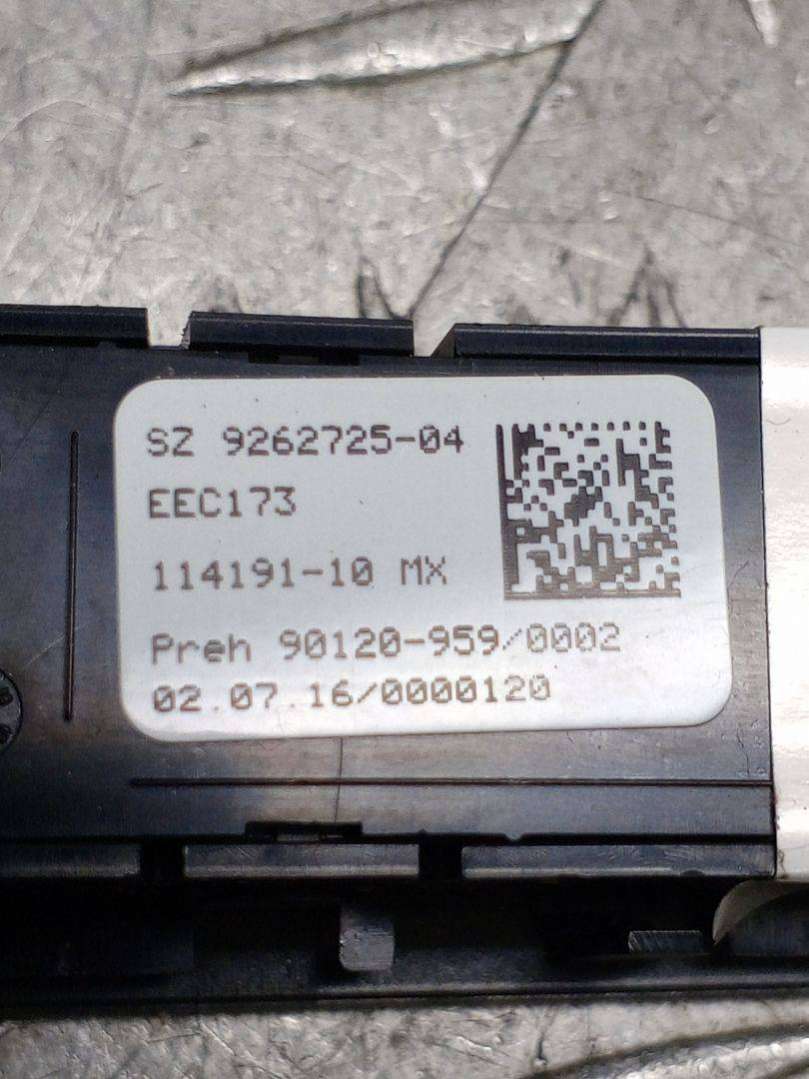 SZ 9262725-04
EEC173
114191-10 MX
Preh 90120-959/0002
02.07.16/0000120